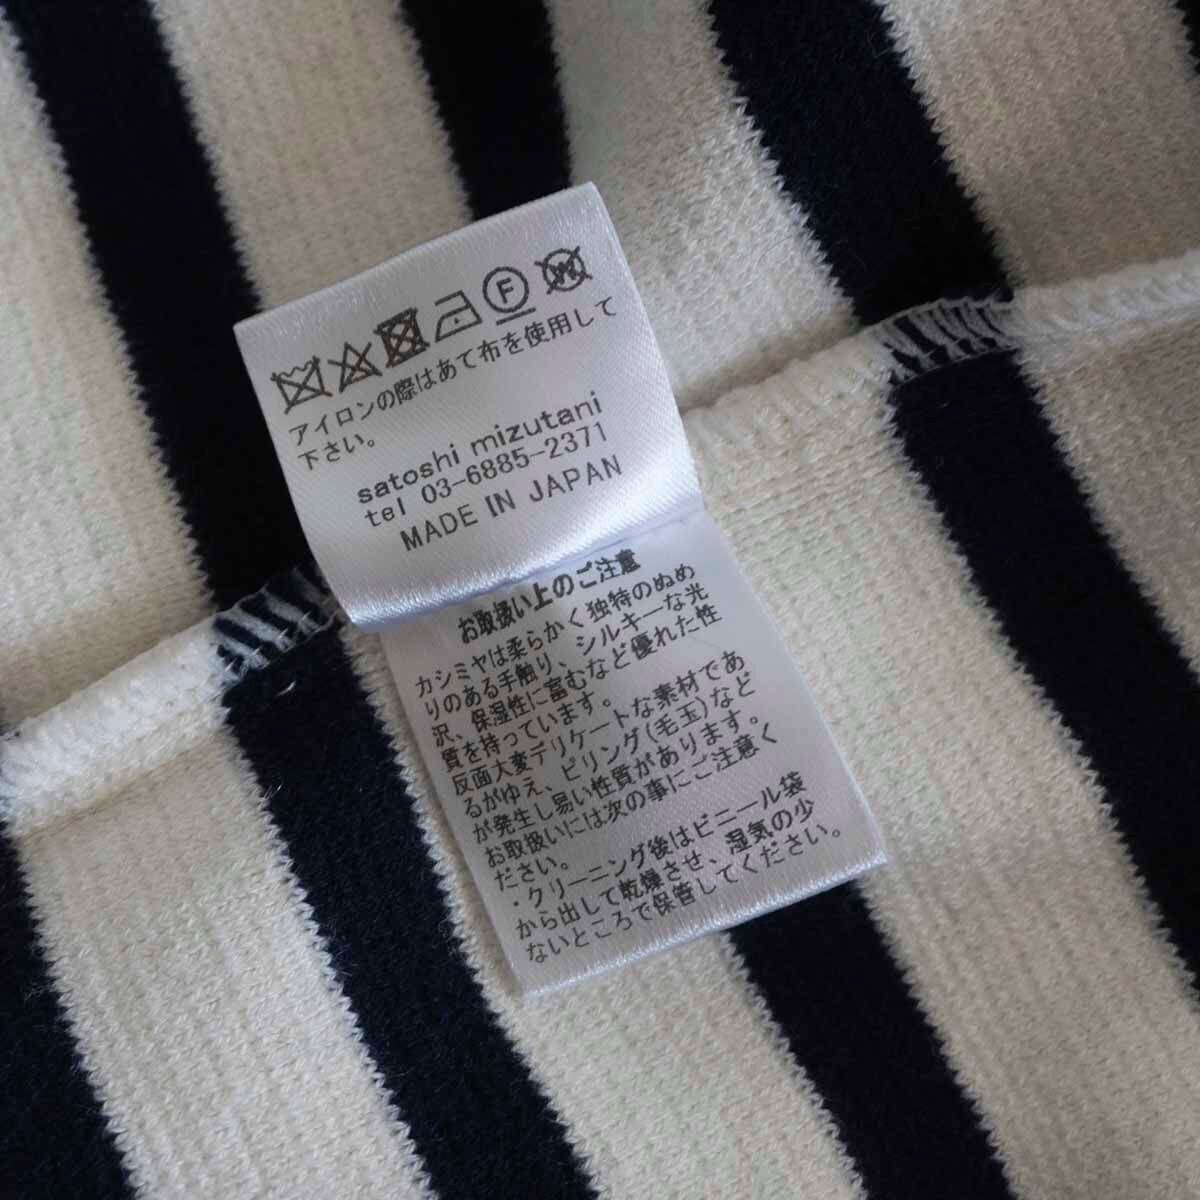 F
W
アイロンの際はあて布を使用して
下さい。
satoshi mizutani
tel 03-6885-2371
MADE IN JAPAN
お取扱い上のご注意
カシミヤは柔らかく独特のぬめ
りのある手触り、シルキーな光
沢、保湿性に富むなど優れた性
質を持っています。
反面大変デリケートな素材であ
るがゆえ、ピリング(毛玉)など
が発生し易い性質があります。
お取扱いには次の事にご注意く
ださい。
・クリーニング後はビニール袋
から出して乾燥させ、湿気の少
ないところで保管してください。